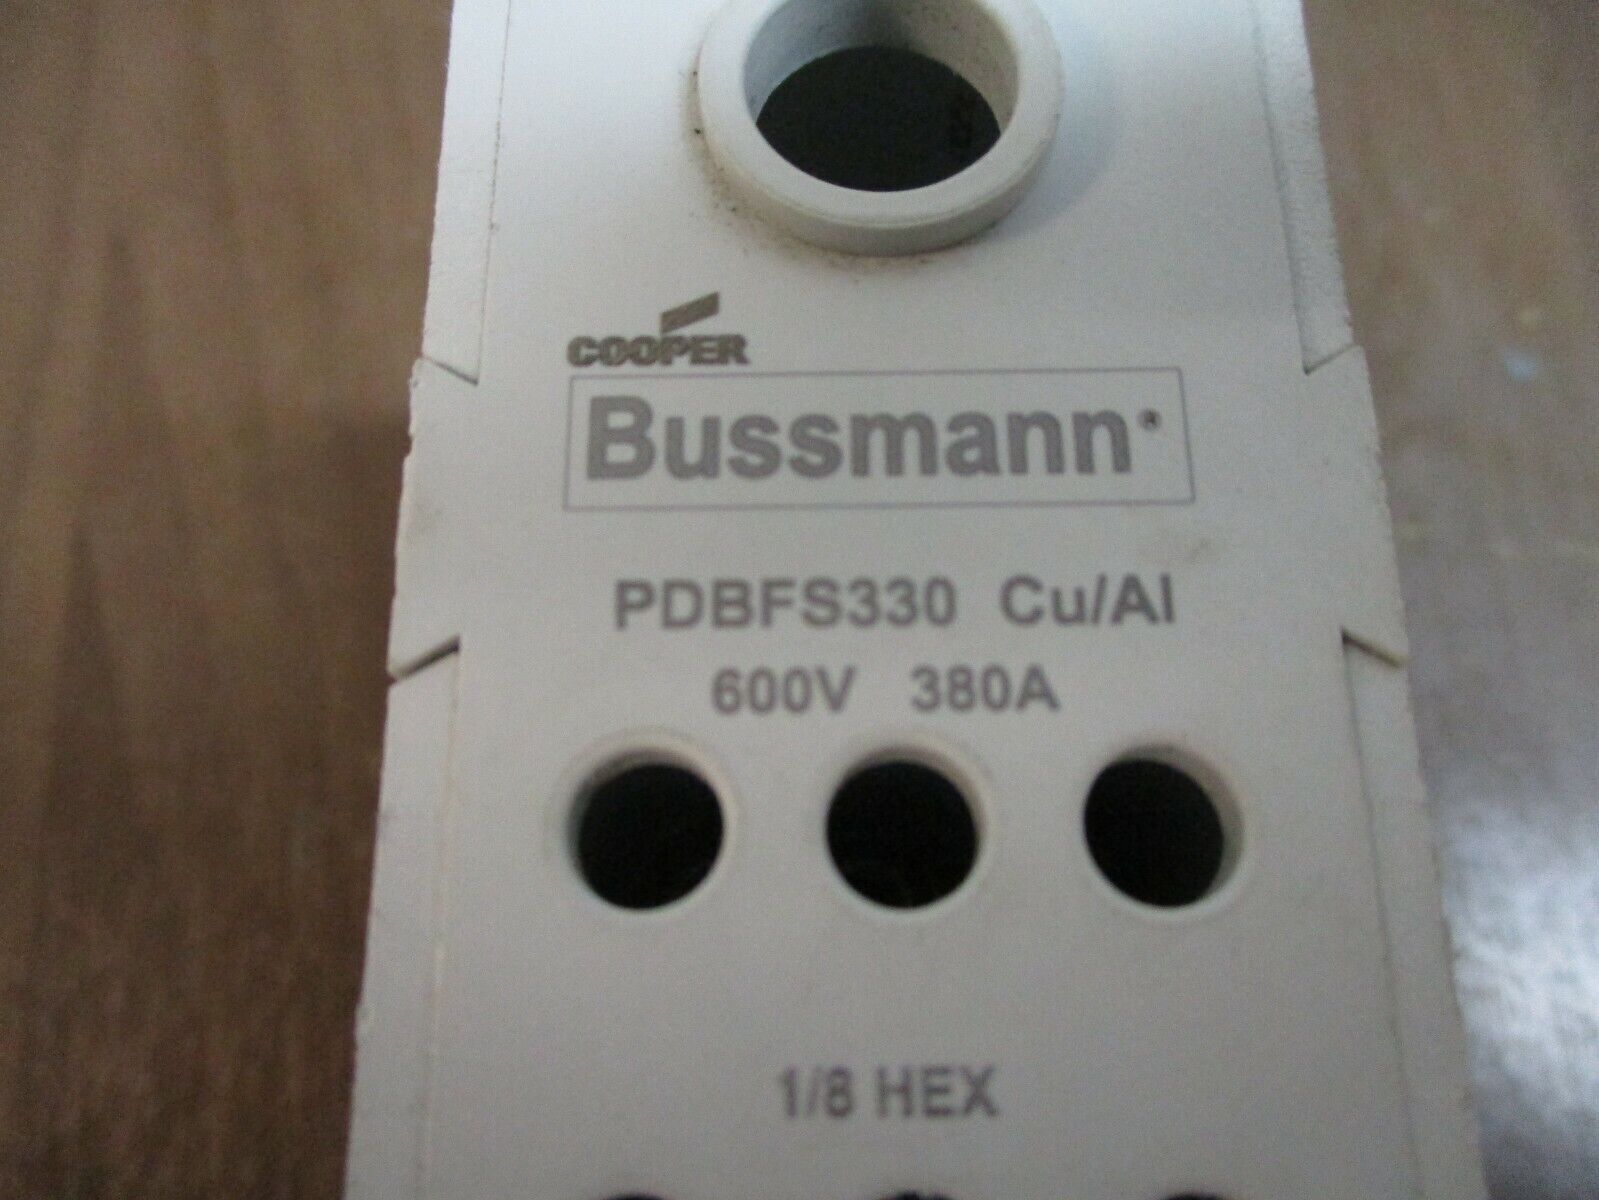 COOPER
Bussmann®
PDBFS330 Cu/Al
600V 380A
1/8 HEX